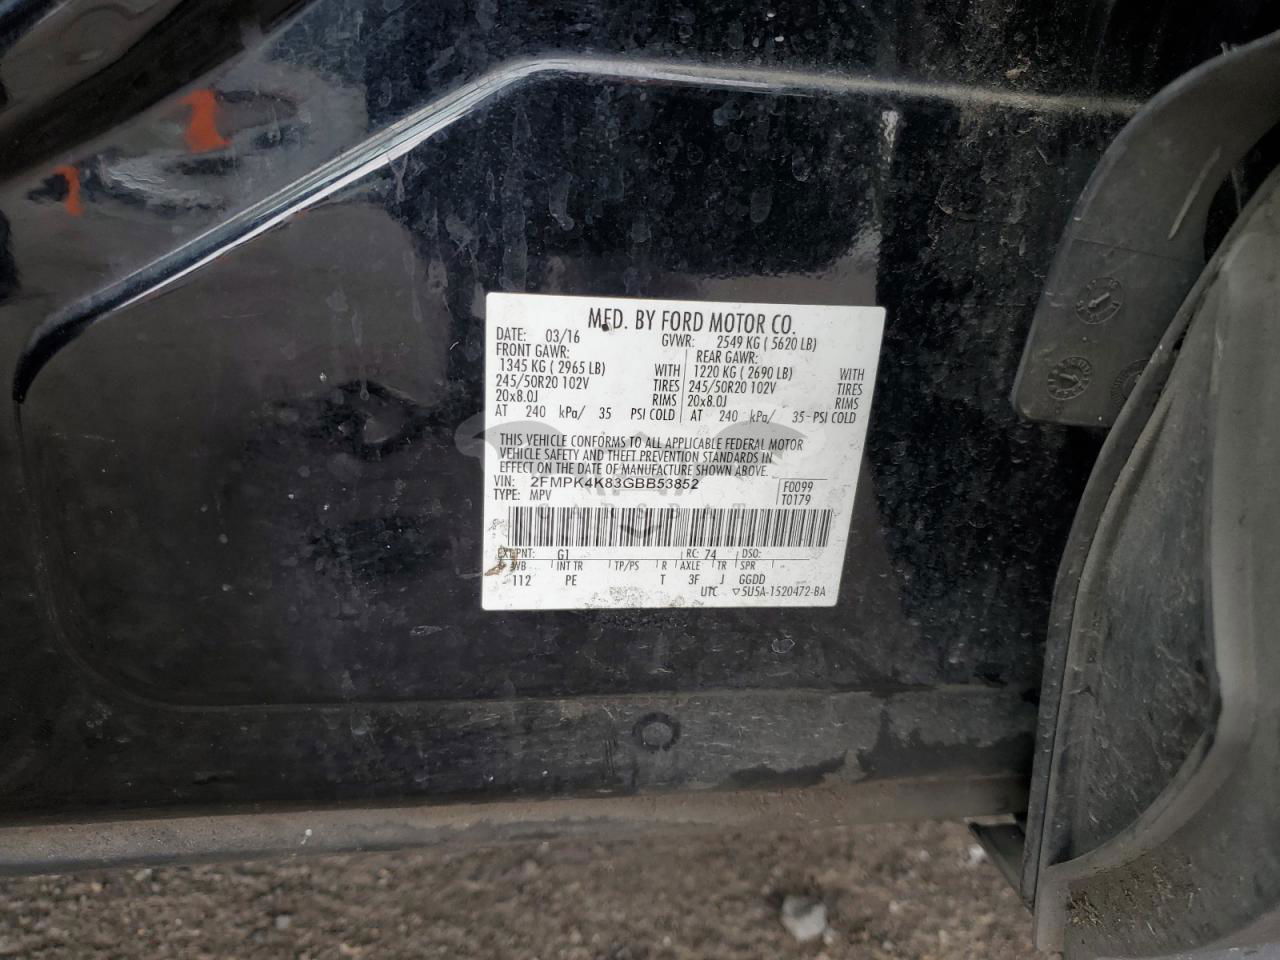 MFD. BY FORD MOTOR CO.
DATE: 03/16 GVWR: 2549 KG ( 5620 LB)
FRONT GAWR: REAR GAWR:
1345 KG ( 2965 LB) WITH 1220 KG ( 2690 LB) WITH
245/50R20 102V TIRES 245/50R20 102V TIRES
20x8.0J RIMS 20x8.0J RIMS
AT 240 kPa/ 35 PSI COLD AT 240 kPa/ 35 PSI COLD
THIS VEHICLE CONFORMS TO ALL APPLICABLE FEDERAL MOTOR
VEHICLE SAFETY AND THEFT PREVENTION STANDARDS IN
EFFECT ON THE DATE OF MANUFACTURE SHOWN ABOVE.
VIN: 2FMPK4K83GBB53852 F0099
TYPE: MPV T0179
EXT PNT: G1 RC: 74 DSO:
WB INT TR TP/PS R AXLE TR SPR
112 PE T 3F J GGDD
UTC ▽5U5A-1520472-BA